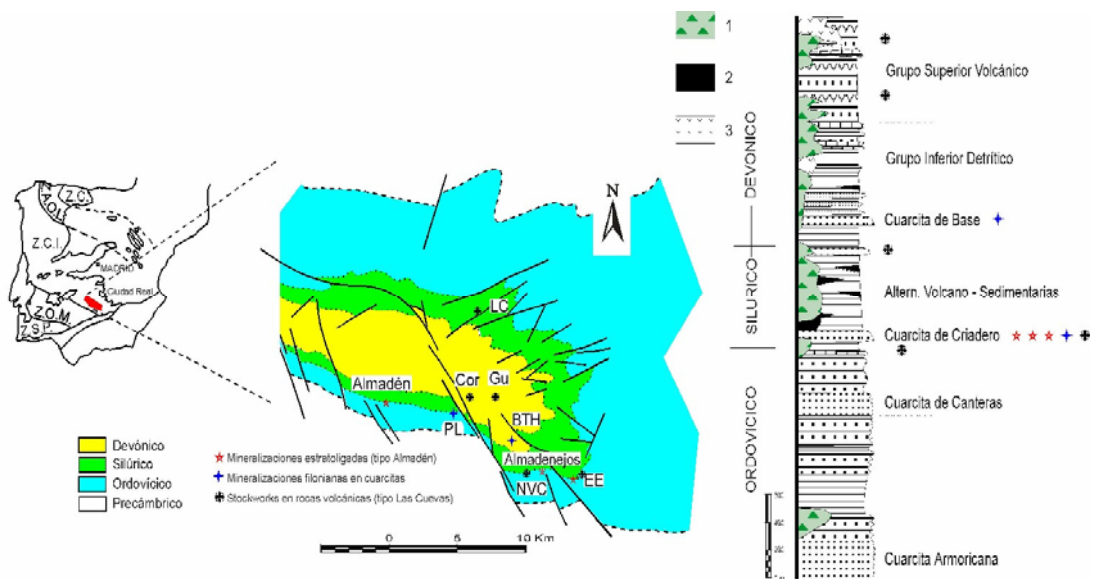 1
2
3
DEVONICO
SILURICO
ORDOVICICO
Grupo Superior Volcánico
Grupo Inferior Detrítico
Cuarcita de Base
Altern. Volcano - Sedimentarias
Cuarcita de Criadero
Cuarcita de Canteras
Cuarcita Armoricana
Z.C.
Z.C.I.
MADRID
Ciudad Real
Z.O.M.
Z.S.P.
N
LC
Almadén
Cor
Gu
PL
BTH
Almadenejos
NVC
EE
Devónico
Silúrico
Ordovícico
Precámbrico
Mineralizaciones estratoligadas (tipo Almadén)
Mineralizaciones filonianas en cuarcitas
Stockworks en rocas volcánicas (tipo Las Cuevas)
0
10 Km